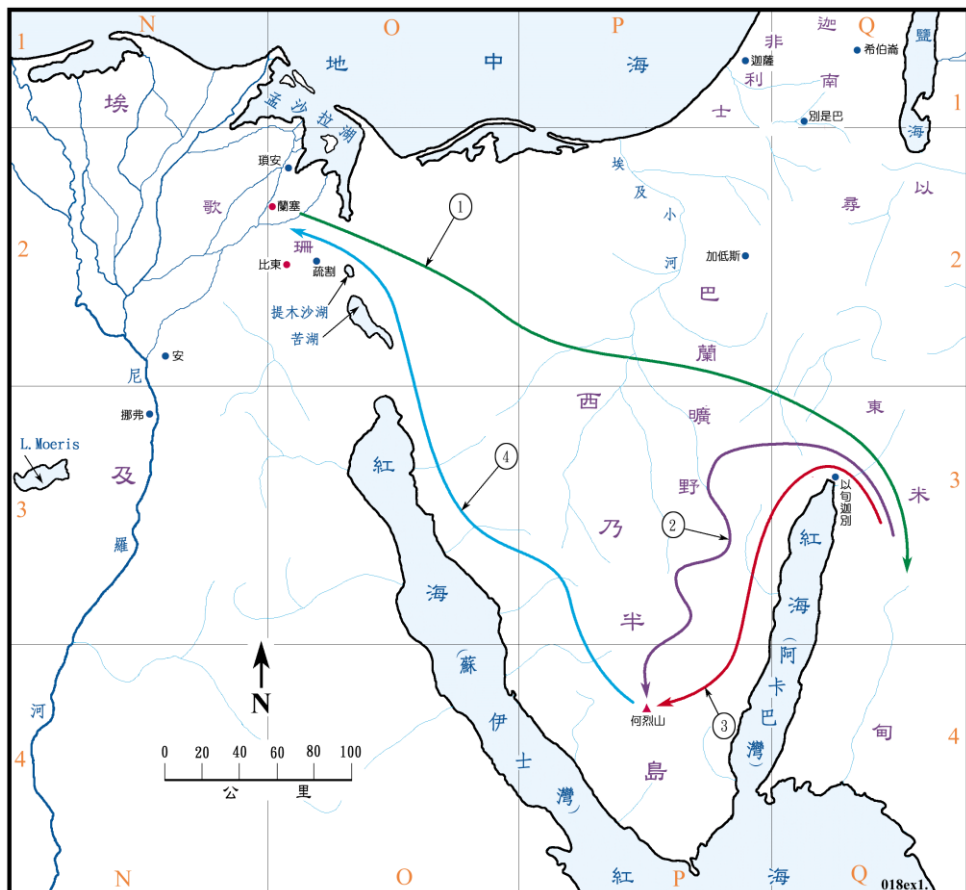 N O P Q
1
1
2
2
3
3
4
4
N O P Q
地中海
孟沙拉湖
埃及
歌珊
非利士
迦南
希伯崙
迦薩
別是巴
鹽海
瑣安
蘭塞
比東
疏割
提木沙湖
苦湖
埃及小河
加低斯
尋
以東
巴蘭曠野
①
②
③
④
安
挪弗
尼羅河
L.Moeris
西乃半島
以旬迦別
米甸
紅海(蘇伊士灣)
紅海(阿卡巴灣)
何烈山
N
0 20 40 60 80 100
公里
紅海
018ex1.